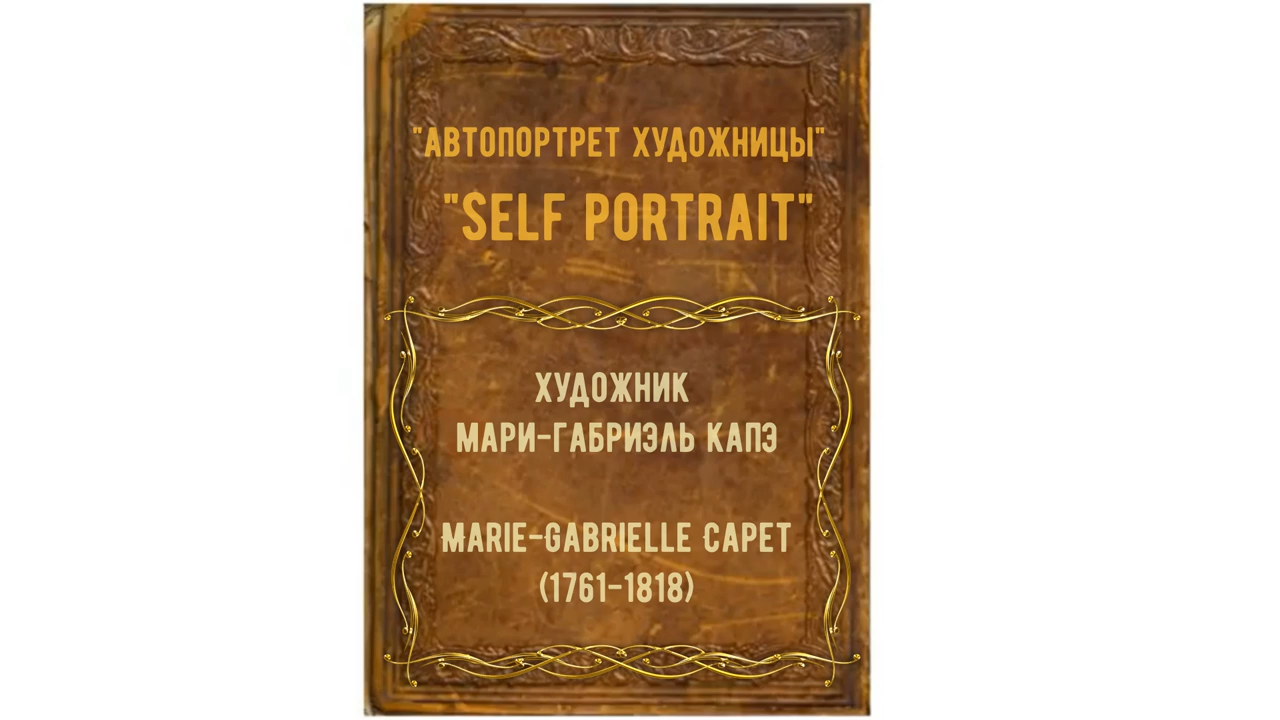 "АВТОПОРТРЕТ ХУДОЖНИЦЫ"
"SELF PORTRAIT"
ХУДОЖНИК
МАРИ-ГАБРИЭЛЬ КАПЭ
MARIE-GABRIELLE CAPET
(1761-1818)